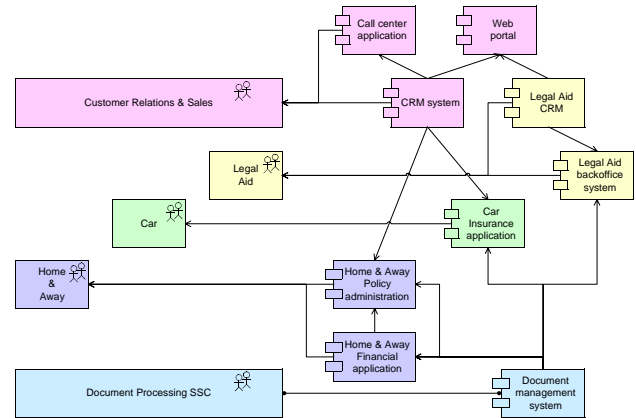 Call center
application
Web
portal
Customer Relations & Sales
CRM system
Legal Aid
CRM
Legal
Aid
Legal Aid
backoffice
system
Car
Car
Insurance
application
Home
&
Away
Home & Away
Policy
administration
Home & Away
Financial
application
Document Processing SSC
Document
management
system